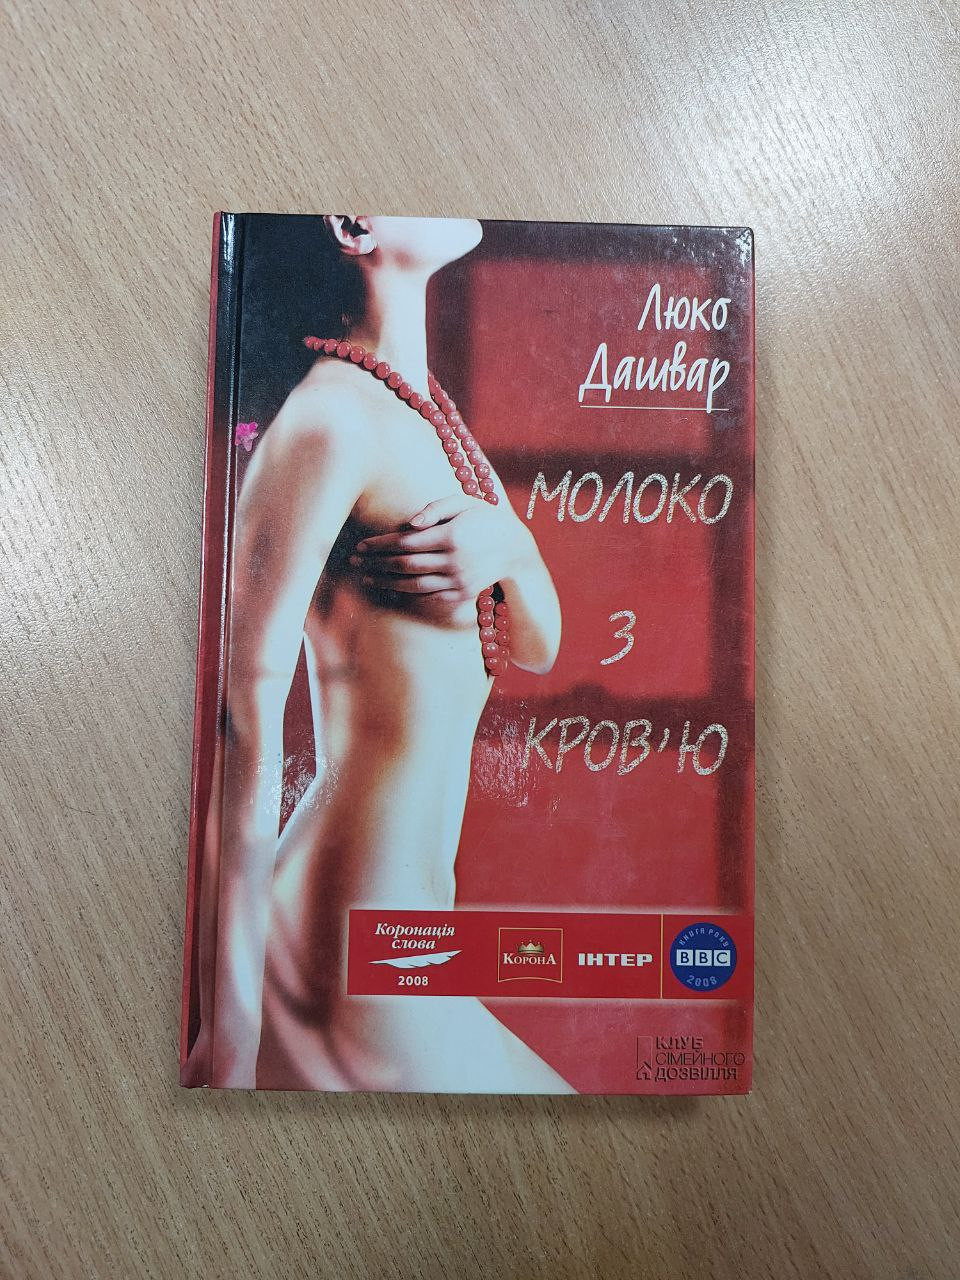 Люко
Дашвар
МОЛОКО
З
КРОВ'Ю
Коронація
слова
2008
КОРОНА
ІНТЕР
КНИГА РОКУ
BBC
2008
КЛУБ
СІМЕЙНОГО
ДОЗВІЛЛЯ